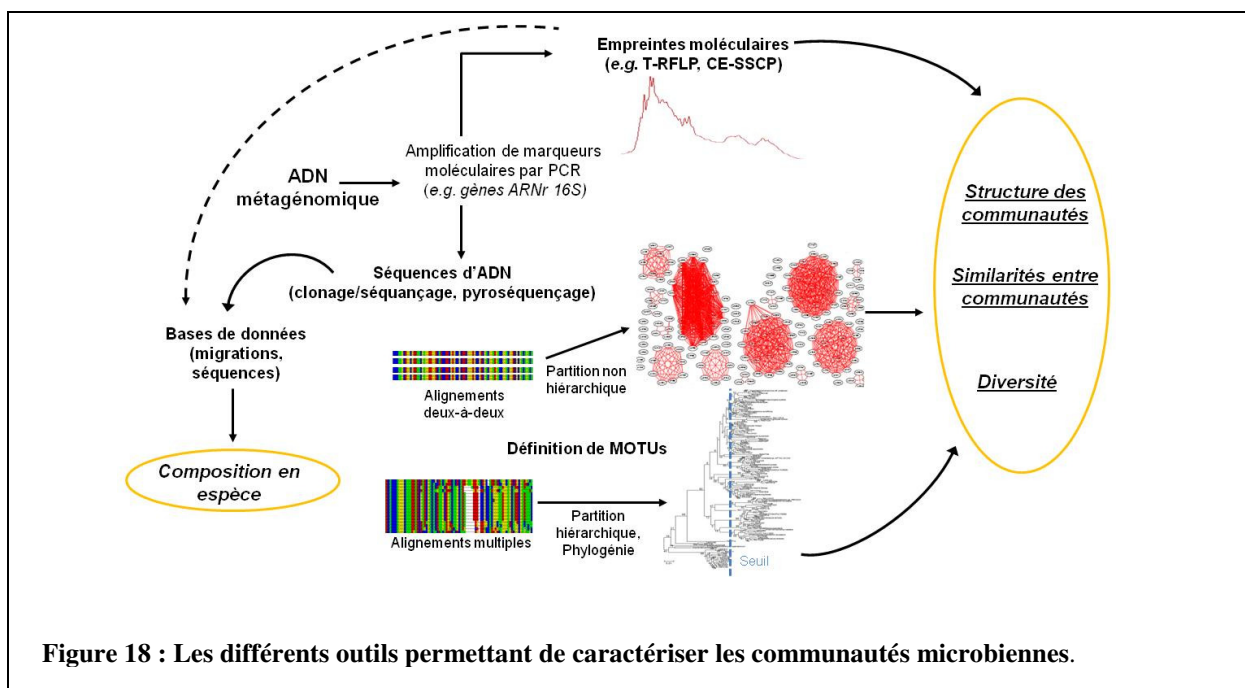 Empreintes moléculaires
(e.g. T-RFLP, CE-SSCP)
Amplification de marqueurs
moléculaires par PCR
(e.g. gènes ARNr 16S)
ADN
métagénomique
Structure des
communautés
Similarités entre
communautés
Diversité
Séquences d'ADN
(clonage/séquançage, pyroséquençage)
Bases de données
(migrations,
séquences)
Composition en
espèce
Alignements
deux-à-deux
Partition non
hiérarchique
Définition de MOTUs
Alignements multiples
Partition
hiérarchique,
Phylogénie
Seuil
Figure 18 : Les différents outils permettant de caractériser les communautés microbiennes.